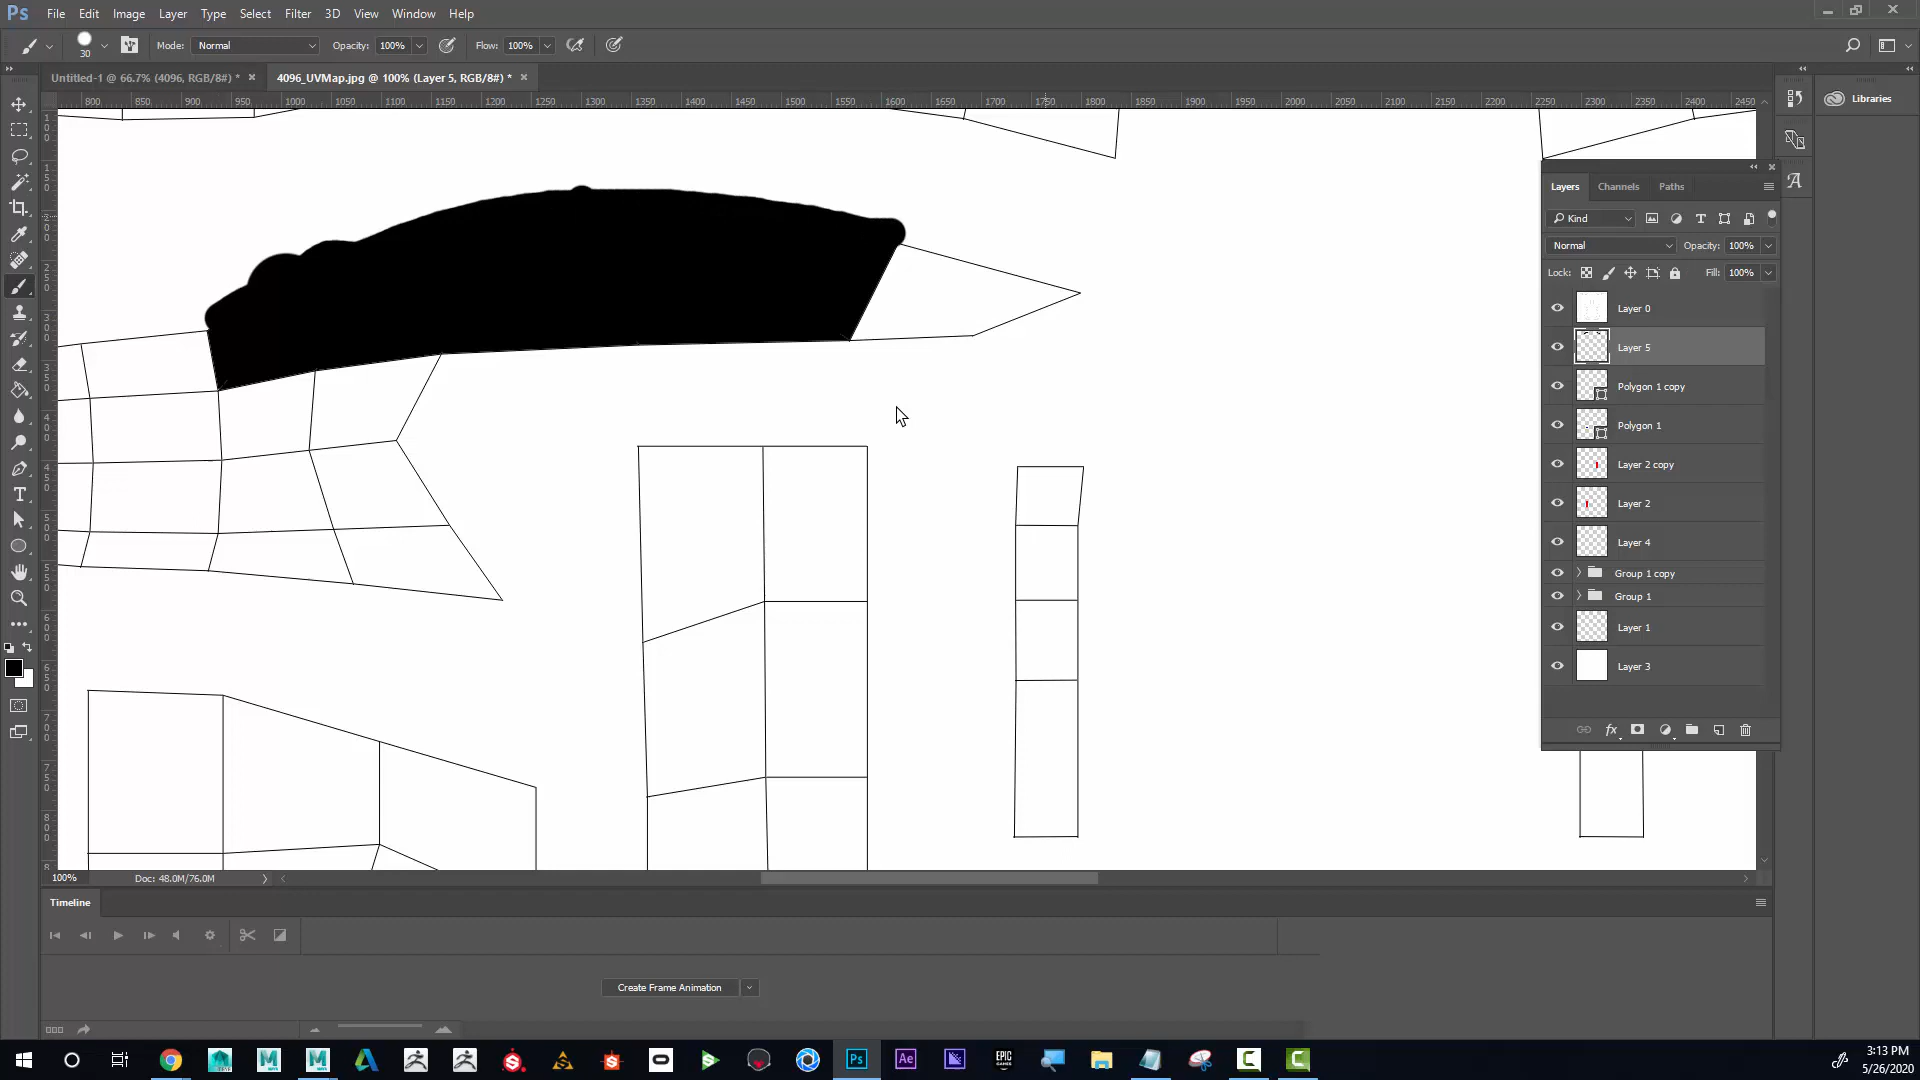 Ps File Edit Image Layer Type Select Filter 3D View Window Help
30 Mode: Normal Opacity: 100% Flow: 100%
Untitled-1 @ 66.7% (4096, RGB/8#) * × 4096_UVMap.jpg @ 100% (Layer 5, RGB/8#) * ×
800 850 900 950 1000 1050 1100 1150 1200 1250 1300 1350 1400 1450 1500 1550 1600 1650 1700 1750 1800 1850 1900 1950 2000 2050 2100 2150 2200 2250 2300 2350 2400 2450
Libraries
Layers Channels Paths
Kind
Normal Opacity: 100%
Lock: Fill: 100%
Layer 0
Layer 5
Polygon 1 copy
Polygon 1
Layer 2 copy
Layer 2
Layer 4
Group 1 copy
Group 1
Layer 1
Layer 3
fx
100% Doc: 48.0M/76.0M
Timeline
Create Frame Animation
Ps Ae EPIC GAMES
3:13 PM
5/26/2020